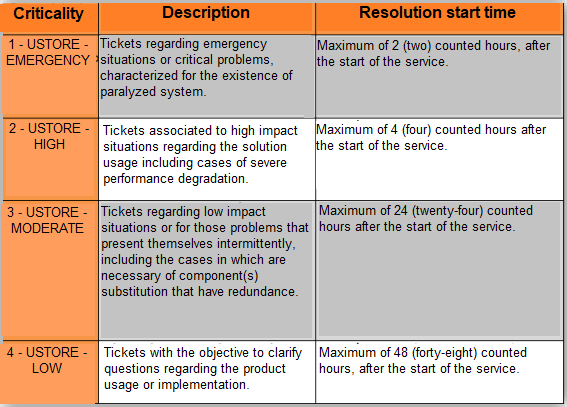 Criticality
Description
Resolution start time
1 - USTORE -
EMERGENCY
Tickets regarding emergency
situations or critical problems,
characterized for the existence of
paralyzed system.
Maximum of 2 (two) counted hours, after
the start of the service.
2 - USTORE -
HIGH
Tickets associated to high impact
situations regarding the solution
usage including cases of severe
performance degradation.
Maximum of 4 (four) counted hours after
the start of the service.
3 - USTORE -
MODERATE
Tickets regarding low impact
situations or for those problems that
present themselves intermittently,
including the cases in which are
necessary of component(s)
substitution that have redundance.
Maximum of 24 (twenty-four) counted
hours after the start of the service.
4 - USTORE -
LOW
Tickets with the objective to clarify
questions regarding the product
usage or implementation.
Maximum of 48 (forty-eight) counted
hours, after the start of the service.